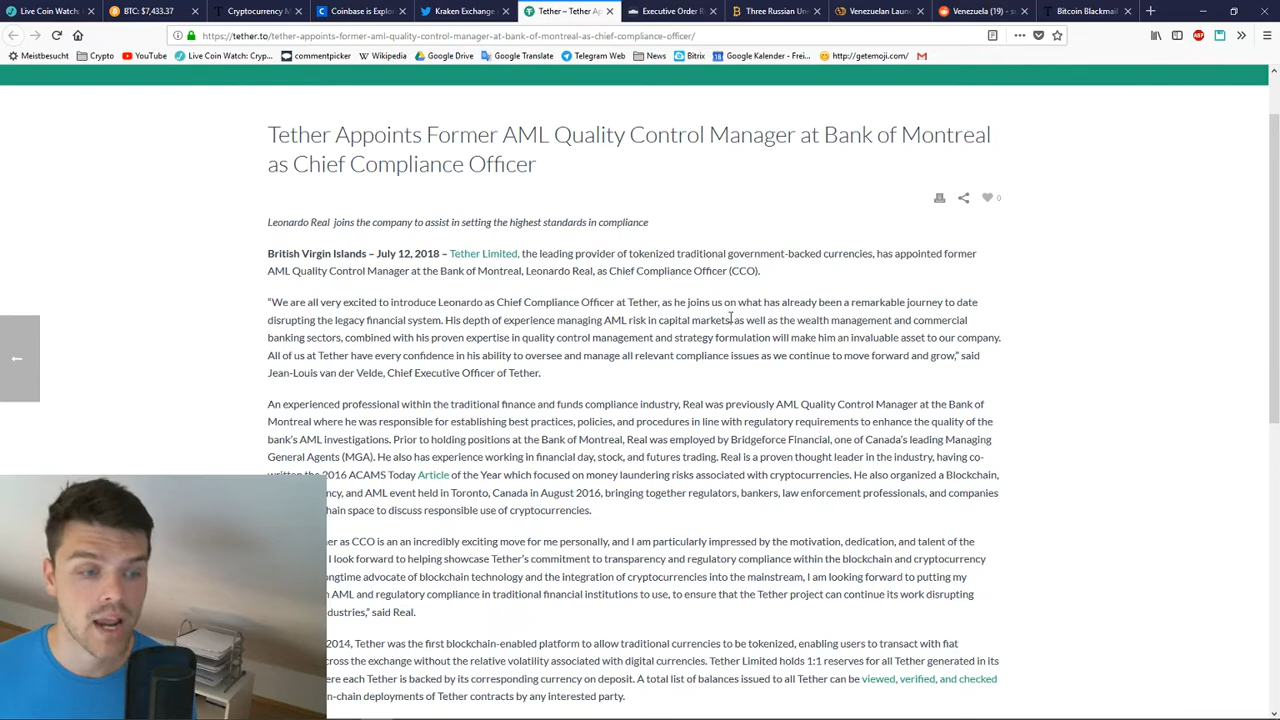 Live Coin Watch: C
BTC: $7,433.37
Cryptocurrency M
Coinbase is Explor
Kraken Exchange
Tether – Tether Ap
Executive Order R
Three Russian Un
Venezuelan Laun
Venezuela (19) - s
Bitcoin Blackmail
https://tether.to/tether-appoints-former-aml-quality-control-manager-at-bank-of-montreal-as-chief-compliance-officer/
Meistbesucht Crypto YouTube Live Coin Watch: Cryp... commentpicker Wikipedia Google Drive Google Translate Telegram Web News Bitrix Google Kalender - Frei... http://getemoji.com/
Tether Appoints Former AML Quality Control Manager at Bank of Montreal
as Chief Compliance Officer
0
Leonardo Real joins the company to assist in setting the highest standards in compliance
British Virgin Islands – July 12, 2018 – Tether Limited, the leading provider of tokenized traditional government-backed currencies, has appointed former
AML Quality Control Manager at the Bank of Montreal, Leonardo Real, as Chief Compliance Officer (CCO).
“We are all very excited to introduce Leonardo as Chief Compliance Officer at Tether, as he joins us on what has already been a remarkable journey to date
disrupting the legacy financial system. His depth of experience managing AML risk in capital markets as well as the wealth management and commercial
banking sectors, combined with his proven expertise in quality control management and strategy formulation will make him an invaluable asset to our company.
All of us at Tether have every confidence in his ability to oversee and manage all relevant compliance issues as we continue to move forward and grow,” said
Jean-Louis van der Velde, Chief Executive Officer of Tether.
An experienced professional within the traditional finance and funds compliance industry, Real was previously AML Quality Control Manager at the Bank of
Montreal where he was responsible for establishing best practices, policies, and procedures in line with regulatory requirements to enhance the quality of the
bank’s AML investigations. Prior to holding positions at the Bank of Montreal, Real was employed by Bridgeforce Financial, one of Canada’s leading Managing
General Agents (MGA). He also has experience working in financial day, stock, and futures trading. Real is a proven thought leader in the industry, having co-
written the 2016 ACAMS Today Article of the Year which focused on money laundering risks associated with cryptocurrencies. He also organized a Blockchain,
ncy, and AML event held in Toronto, Canada in August 2016, bringing together regulators, bankers, law enforcement professionals, and companies
hain space to discuss responsible use of cryptocurrencies.
er as CCO is an an incredibly exciting move for me personally, and I am particularly impressed by the motivation, dedication, and talent of the
I look forward to helping showcase Tether’s commitment to transparency and regulatory compliance within the blockchain and cryptocurrency
ongtime advocate of blockchain technology and the integration of cryptocurrencies into the mainstream, I am looking forward to putting my
n AML and regulatory compliance in traditional financial institutions to use, to ensure that the Tether project can continue its work disrupting
dustries,” said Real.
2014, Tether was the first blockchain-enabled platform to allow traditional currencies to be tokenized, enabling users to transact with fiat
cross the exchange without the relative volatility associated with digital currencies. Tether Limited holds 1:1 reserves for all Tether generated in its
ere each Tether is backed by its corresponding currency on deposit. A total list of balances issued to all Tether can be viewed, verified, and checked
n-chain deployments of Tether contracts by any interested party.